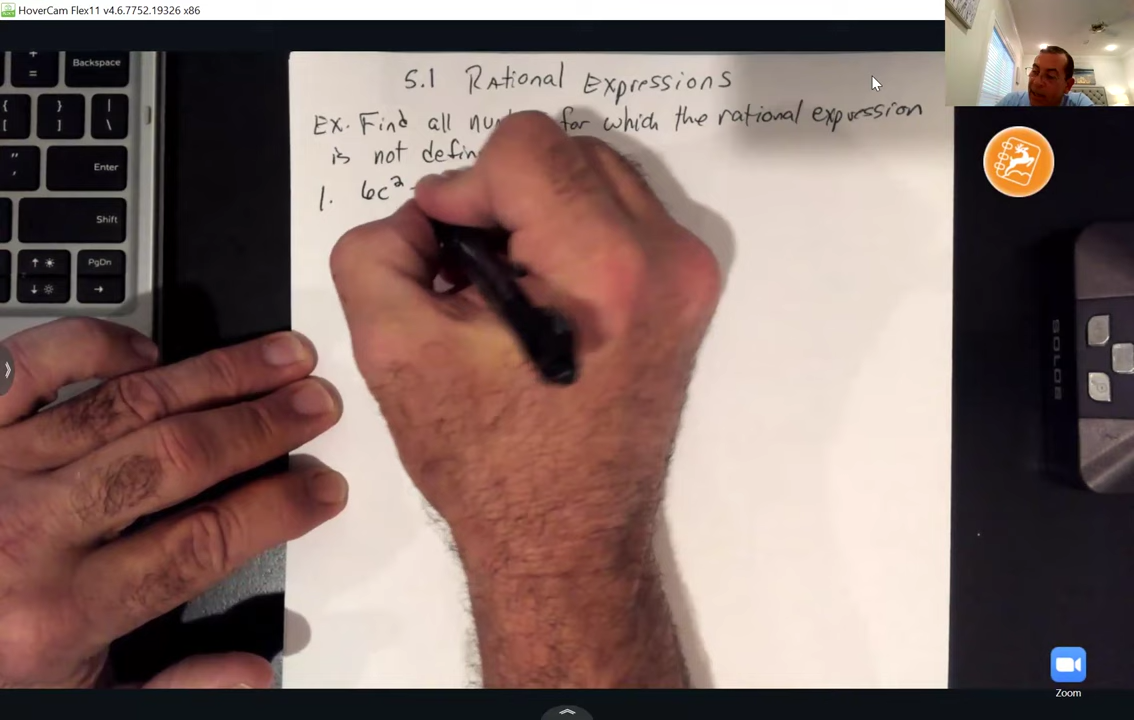 HoverCam Flex11 v4.6.7752.19326 x86
+
=
Backspace
{
[
}
]
|
\
"
'
Enter
Shift
PgDn
5.1 Rational Expressions
Ex. Find all for which the rational expression
is not
1. 6c²
SOLO8
Zoom